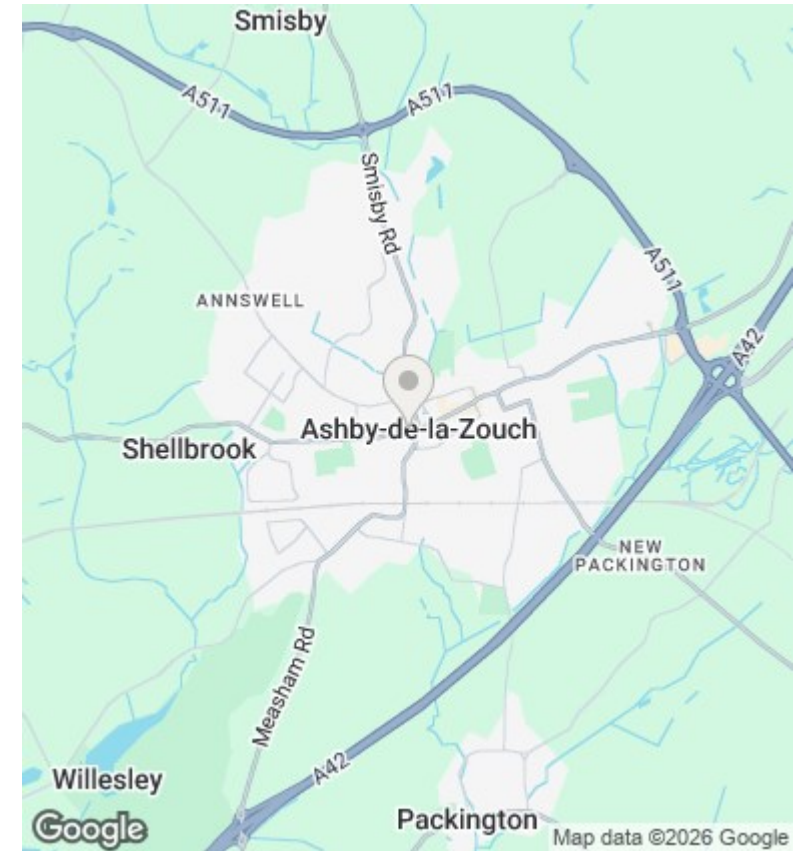 Smisby
A511
A511
Smisby Rd
A511
ANNSWELL
A42
Ashby-de-la-Zouch
Shellbrook
NEW
PACKINGTON
Measham Rd
A42
Willesley
Packington
Google
Map data ©2026 Google